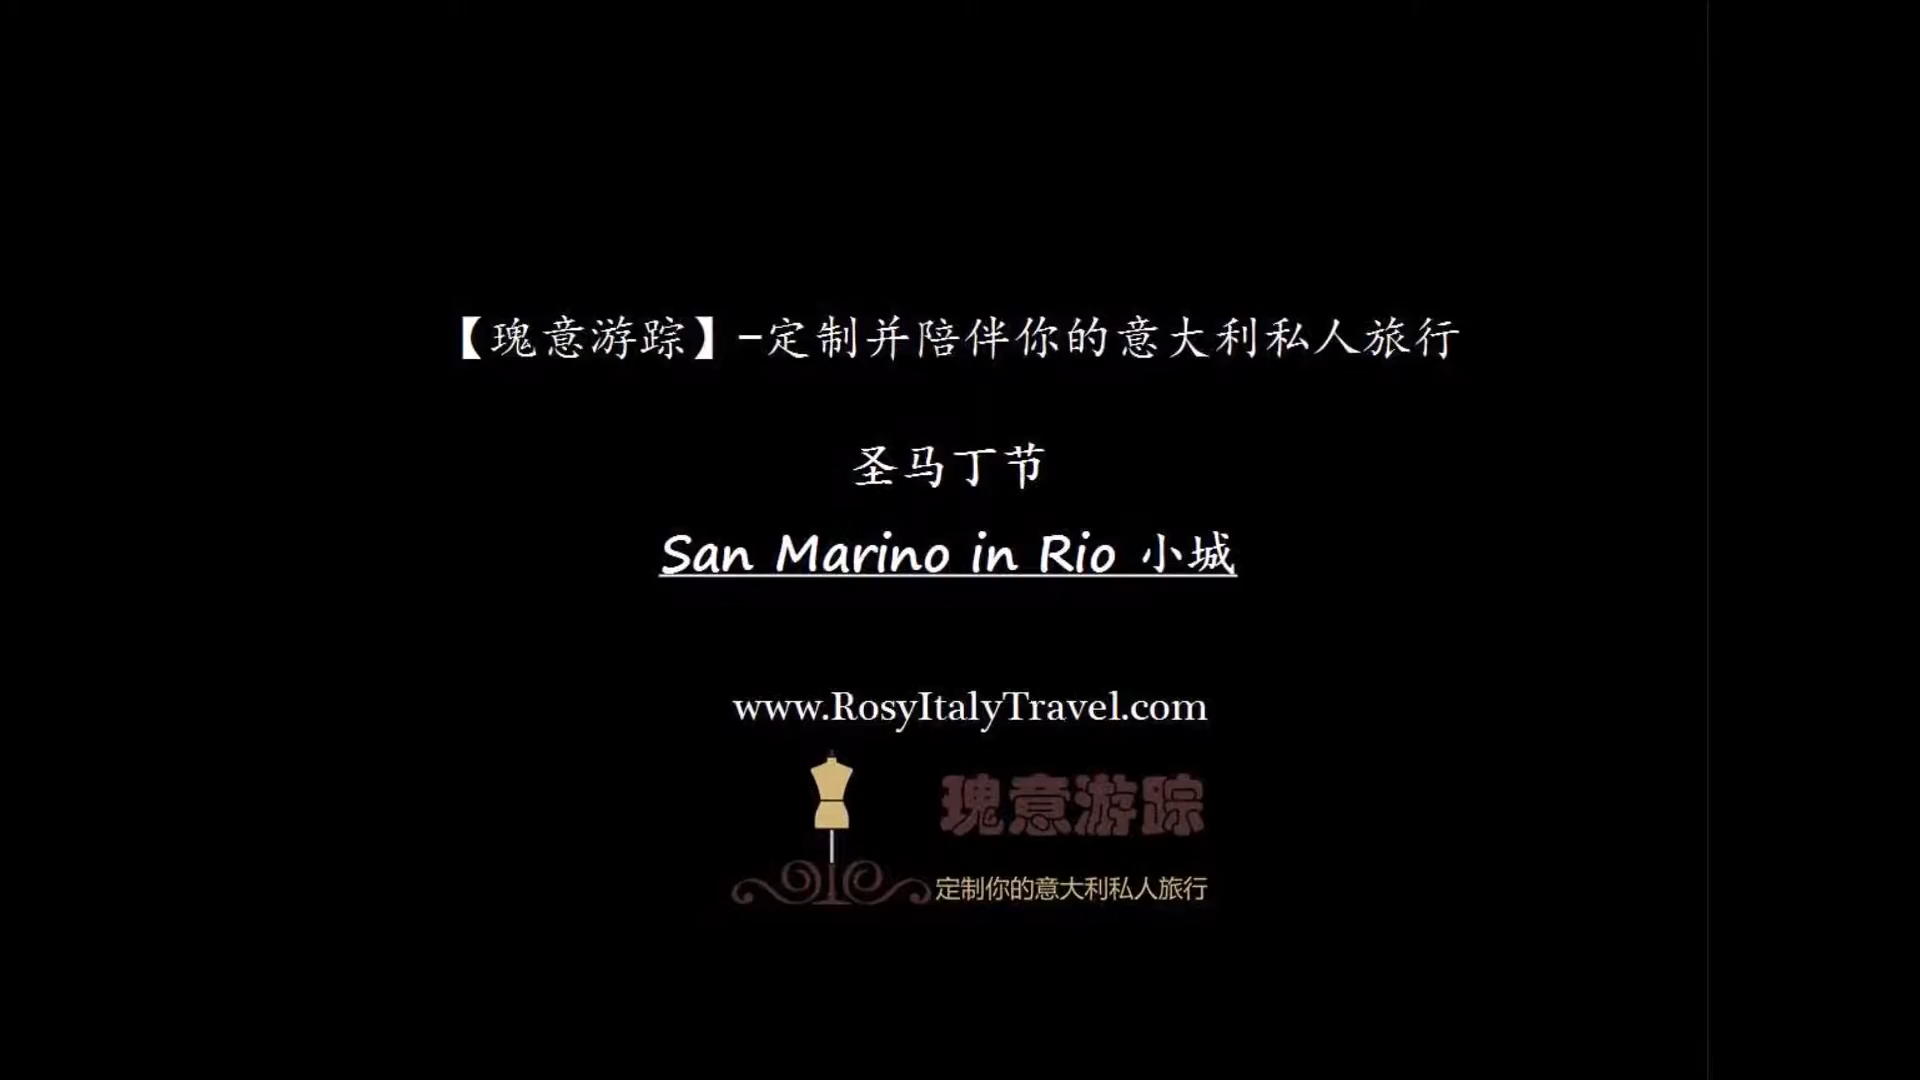 【瑰意游踪】-定制并陪伴你的意大利私人旅行
圣马丁节
San Marino in Rio 小城
www.RosyItalyTravel.com
瑰意游踪
定制你的意大利私人旅行